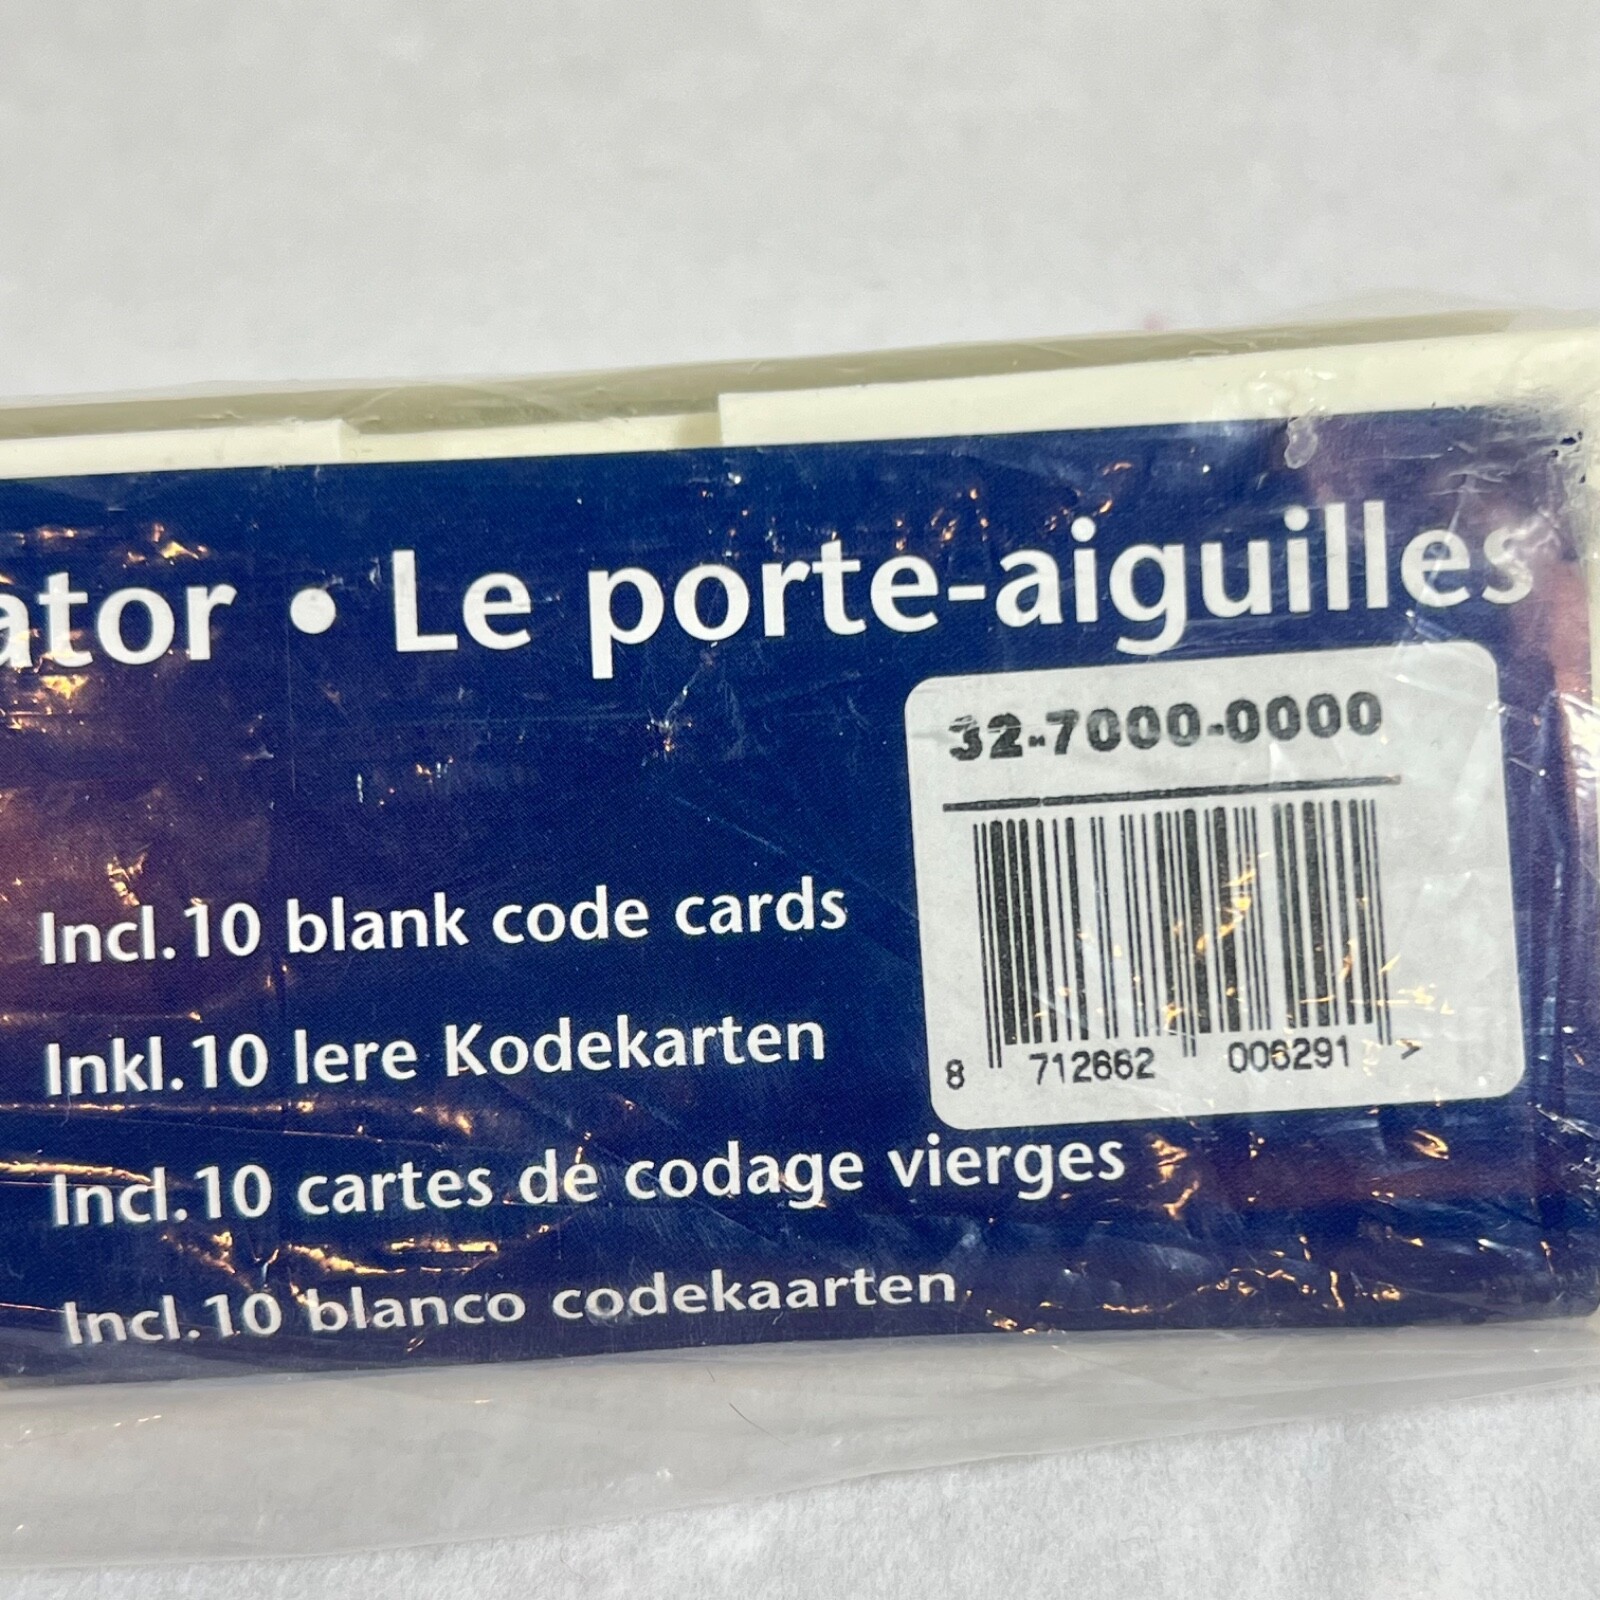 ator • Le porte-aiguilles
32-7000-0000
8 712662 006291 >
Incl.10 blank code cards
Inkl.10 lere Kodekarten
Incl.10 cartes de codage vierges
Incl.10 blanco codekaarten